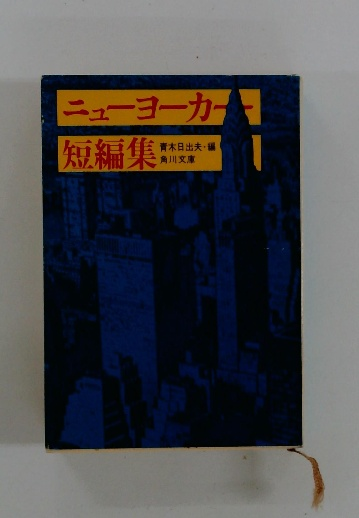 ニューヨーカー
短編集
青木日出夫・編
角川文庫